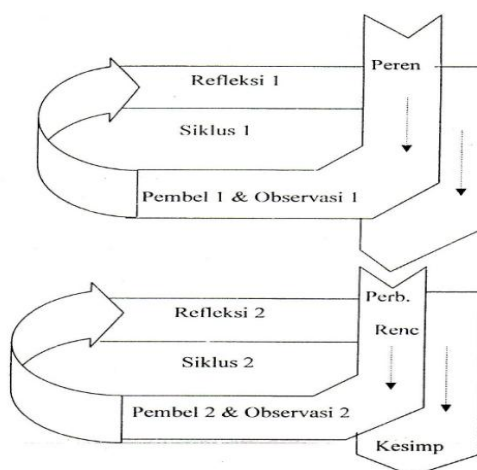 Peren
Refleksi 1
Siklus 1
Pembel 1 & Observasi 1
Perb.
Refleksi 2
Renc
Siklus 2
Pembel 2 & Observasi 2
Kesimp